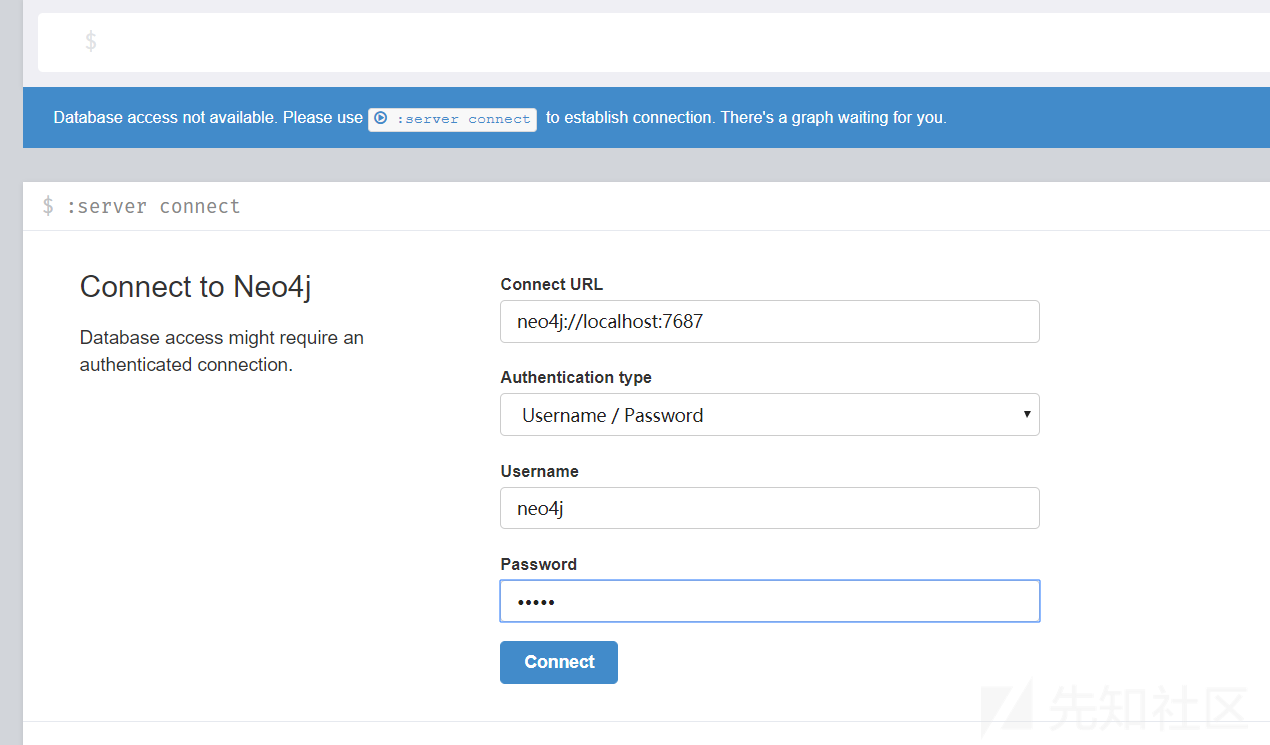 $
Database access not available. Please use :server connect to establish connection. There's a graph waiting for you.
$ :server connect
Connect to Neo4j
Database access might require an
authenticated connection.
Connect URL
neo4j://localhost:7687
Authentication type
Username / Password
Username
neo4j
Password
•••••
Connect
先知社区